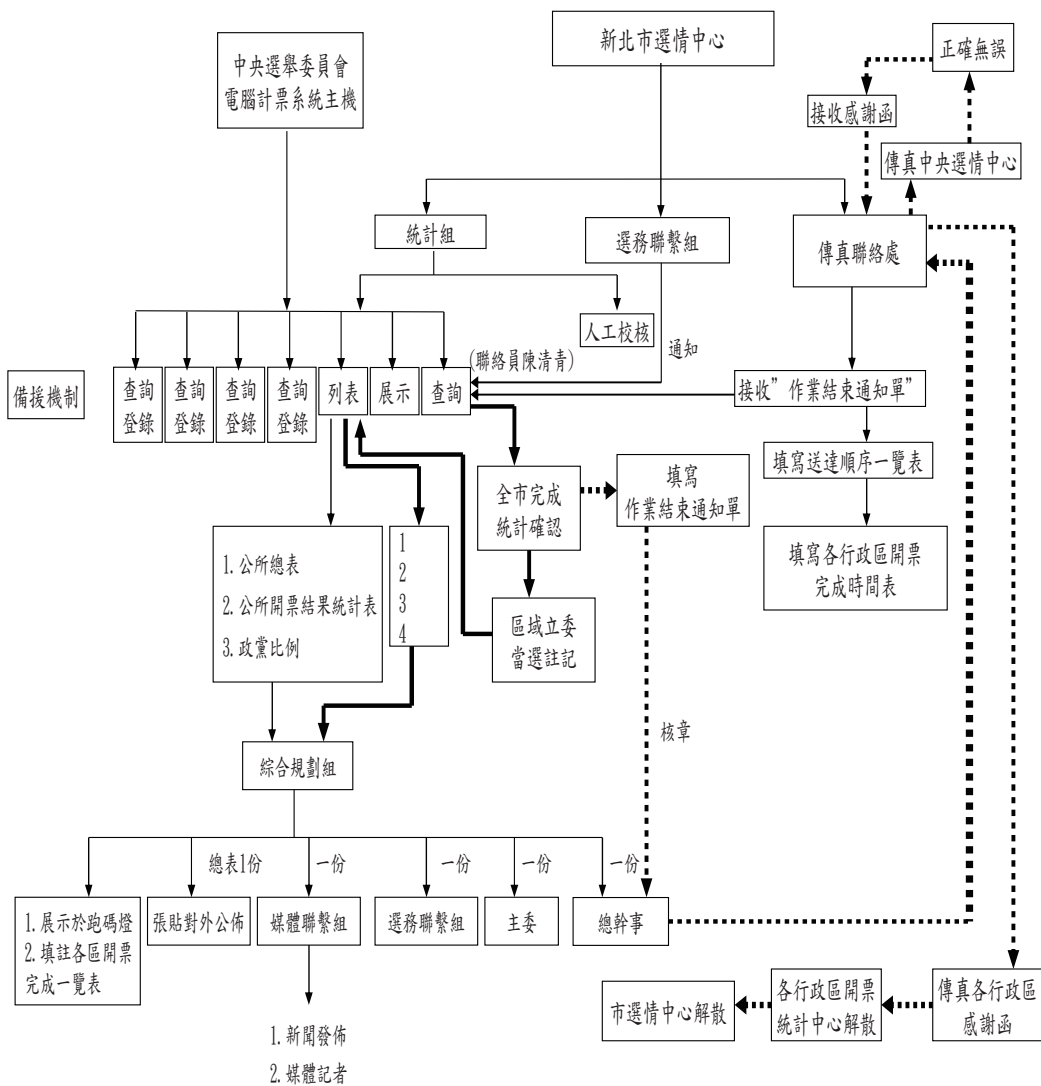 新北市選情中心
中央選舉委員會
電腦計票系統主機
正確無誤
接收感謝函
傳真中央選情中心
統計組
選務聯繫組
傳真聯絡處
人工校核
通知
(聯絡員陳清青)
備援機制
查詢
登錄
查詢
登錄
查詢
登錄
查詢
登錄
列表
展示
查詢
接收”作業結束通知單”
填寫送達順序一覽表
全市完成
統計確認
填寫
作業結束通知單
填寫各行政區開票
完成時間表
1.公所總表
2.公所開票結果統計表
3.政黨比例
1
2
3
4
區域立委
當選註記
核章
綜合規劃組
總表1份
一份
一份
一份
一份
1.展示於跑碼燈
2.填註各區開票
完成一覽表
張貼對外公佈
媒體聯繫組
選務聯繫組
主委
總幹事
市選情中心解散
各行政區開票
統計中心解散
傳真各行政區
感謝函
1.新聞發佈
2.媒體記者